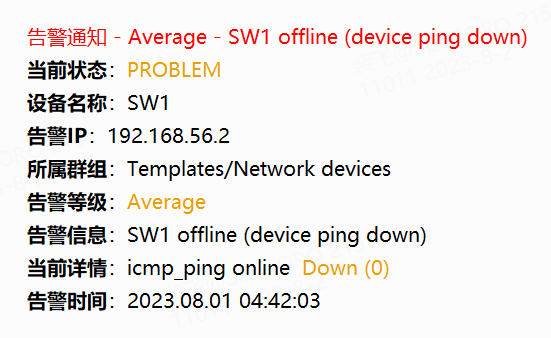 告警通知 - Average - SW1 offline (device ping down)
当前状态：PROBLEM
设备名称：SW1
告警IP：192.168.56.2
所属群组：Templates/Network devices
告警等级：Average
告警信息：SW1 offline (device ping down)
当前详情：icmp_ping online  Down (0)
告警时间：2023.08.01 04:42:03